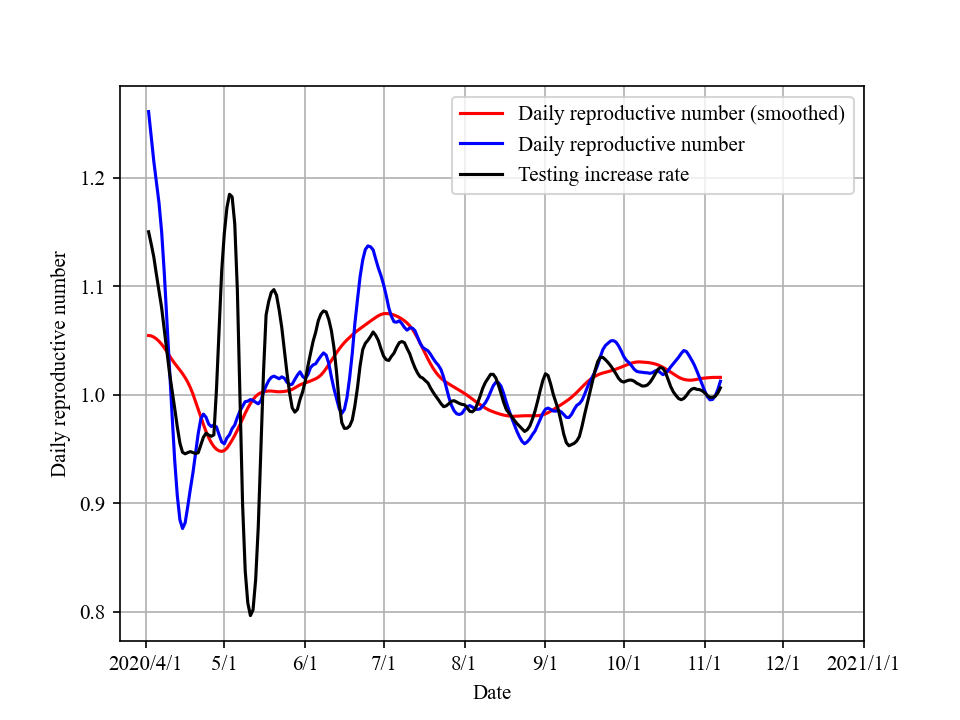 Daily reproductive number (smoothed)
Daily reproductive number
Testing increase rate
Daily reproductive number
1.2
1.1
1.0
0.9
0.8
2020/4/1 5/1 6/1 7/1 8/1 9/1 10/1 11/1 12/1 2021/1/1
Date